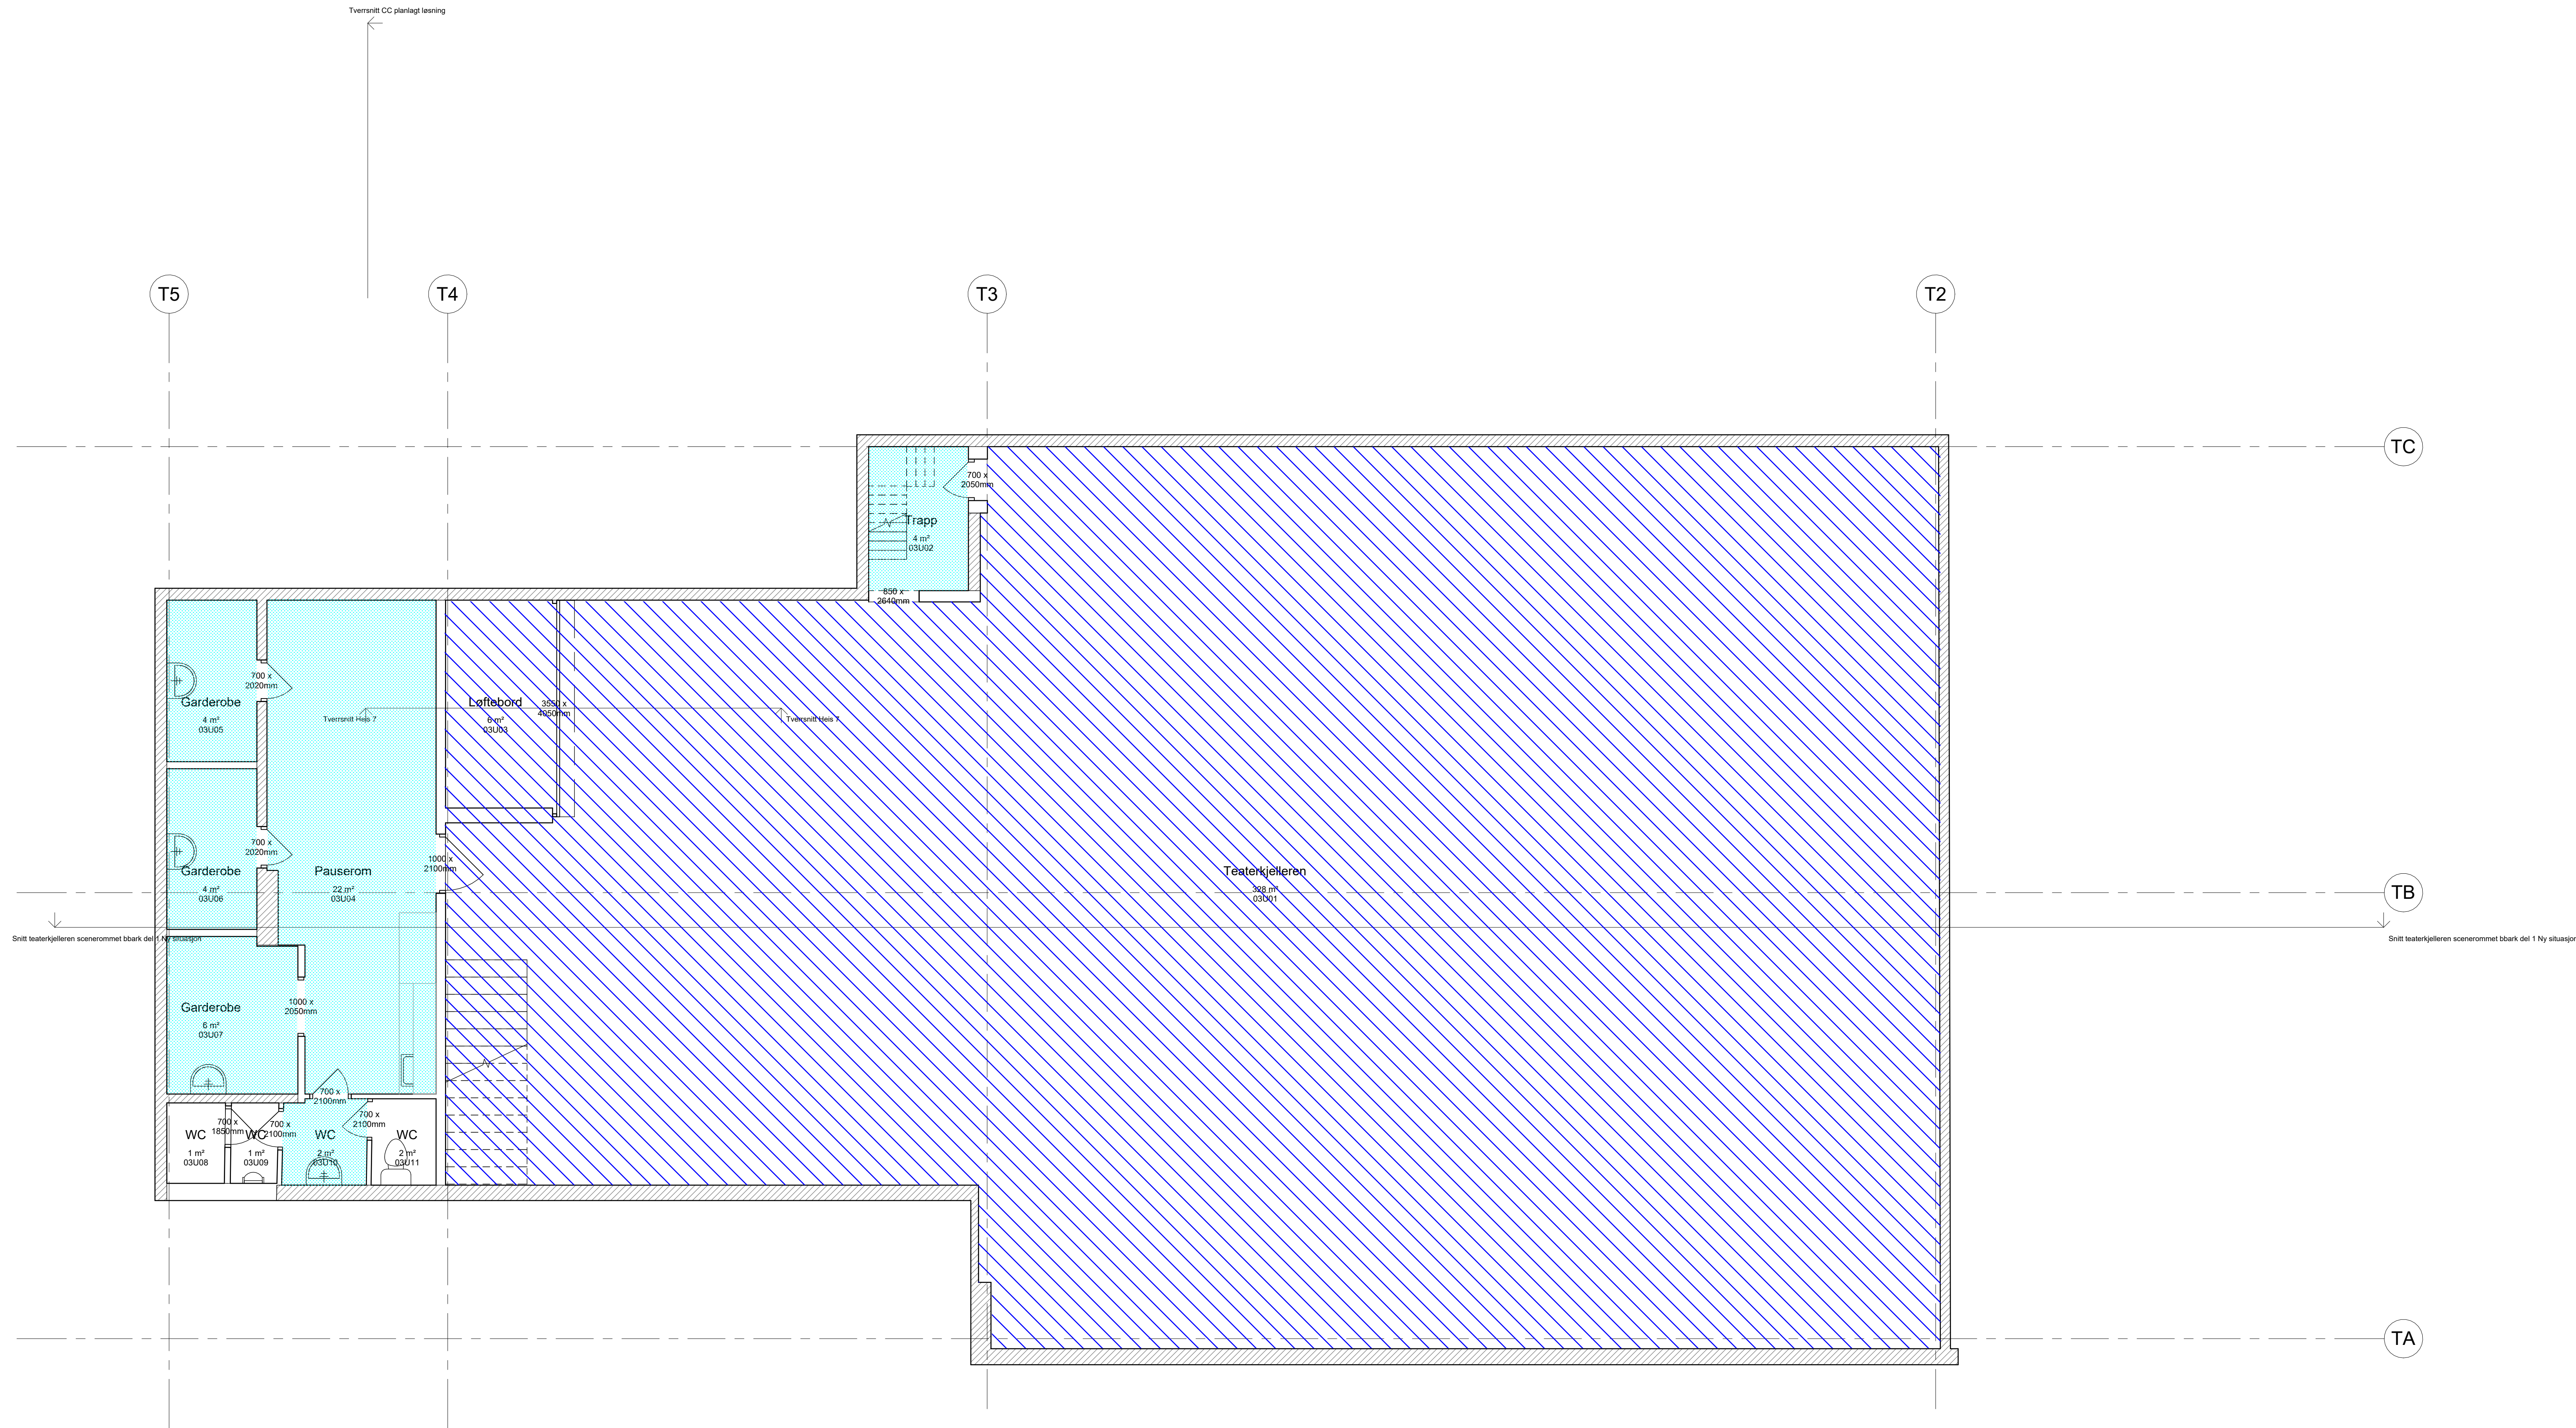 Tverrsnitt CC planlagt løsning
T5
T4
T3
T2
TC
700 x
2050mm
Trapp
4 m²
03U02
850 x
2640mm
700 x
2020mm
Garderobe
4 m²
03U05
Tverrsnitt Heis 7
Løftebord
6 m²
03U03
3550 x
4050mm
Tverrsnitt Heis 7
700 x
2020mm
Garderobe
4 m²
03U06
Pauserom
22 m²
03U04
1000 x
2100mm
Teaterkjelleren
328 m²
03U01
TB
Snitt teaterkjelleren scenerommet bbark del 1 Ny situasjon
Snitt teaterkjelleren scenerommet bbark del 1 Ny situasjon
Garderobe
6 m²
03U07
1000 x
2050mm
700 x
2100mm
700 x
1850mm
700 x
2100mm
700 x
2100mm
WC
1 m²
03U08
WC
1 m²
03U09
WC
2 m²
03U10
WC
2 m²
03U11
TA